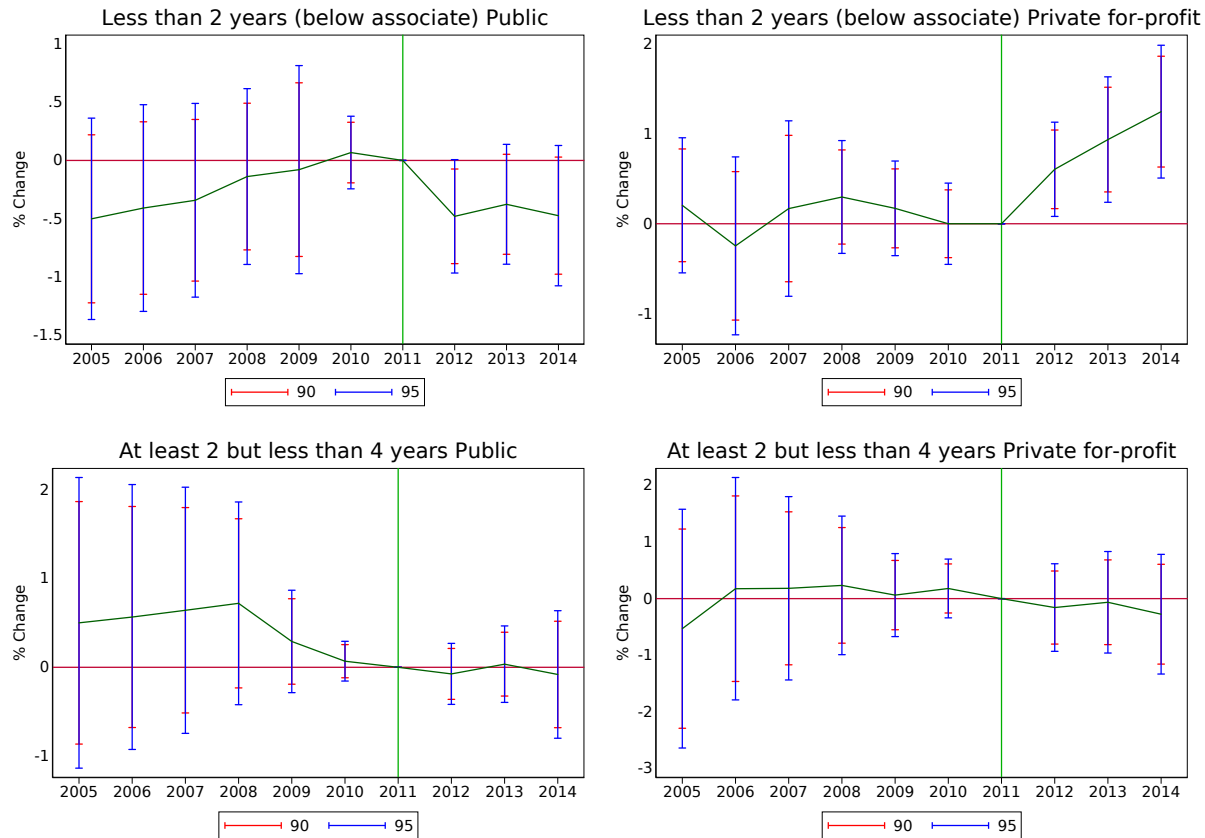 Less than 2 years (below associate) Public
1
.5
0
-.5
-1
-1.5
% Change
2005 2006 2007 2008 2009 2010 2011 2012 2013 2014
90 95
Less than 2 years (below associate) Private for-profit
2
1
0
-1
% Change
2005 2006 2007 2008 2009 2010 2011 2012 2013 2014
90 95
At least 2 but less than 4 years Public
2
1
0
-1
% Change
2005 2006 2007 2008 2009 2010 2011 2012 2013 2014
90 95
At least 2 but less than 4 years Private for-profit
2
1
0
-1
-2
-3
% Change
2005 2006 2007 2008 2009 2010 2011 2012 2013 2014
90 95